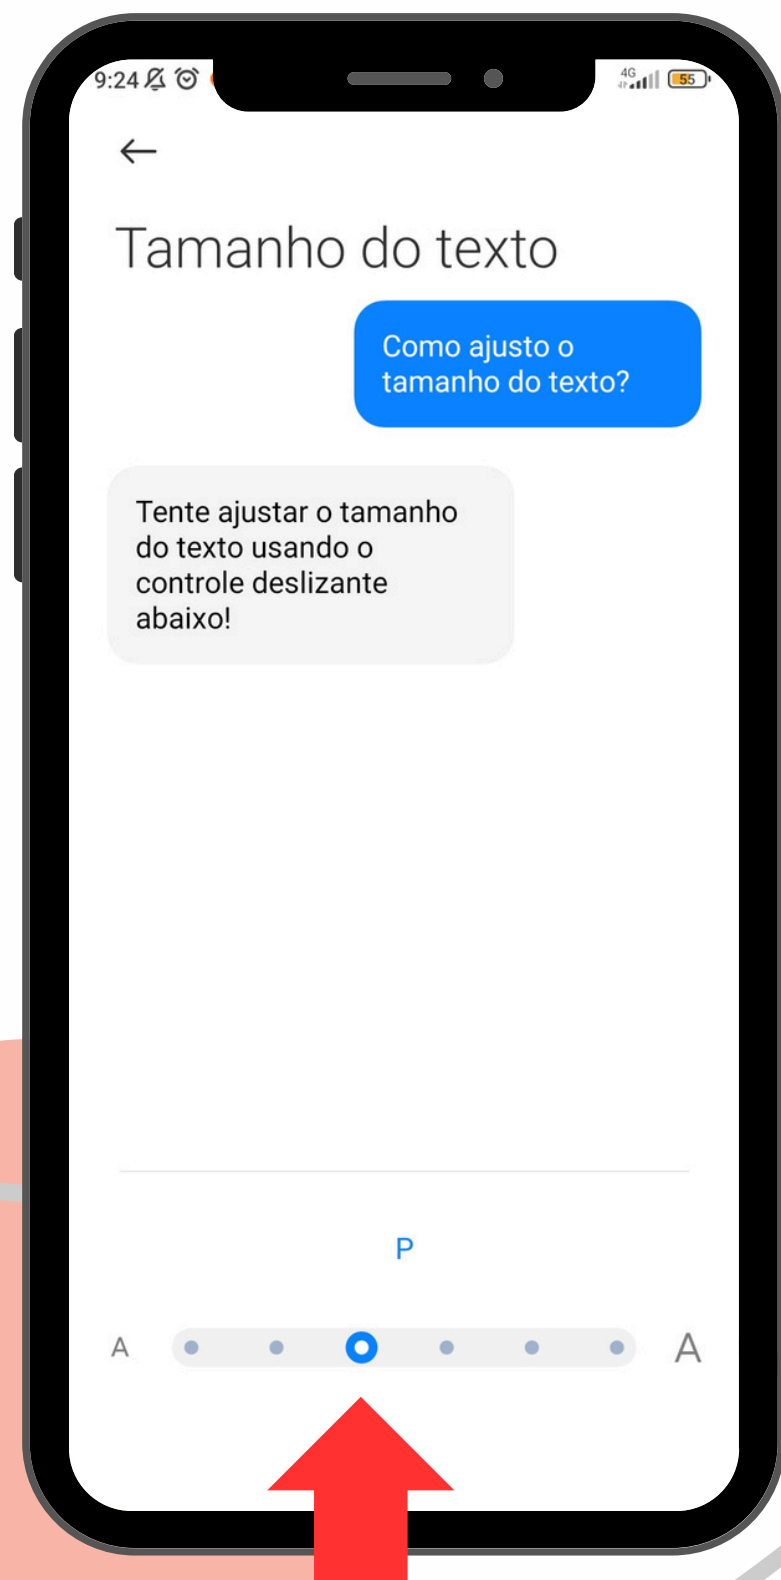 9:24
4G 55
Tamanho do texto
Como ajusto o
tamanho do texto?
Tente ajustar o tamanho
do texto usando o
controle deslizante
abaixo!
P
A A